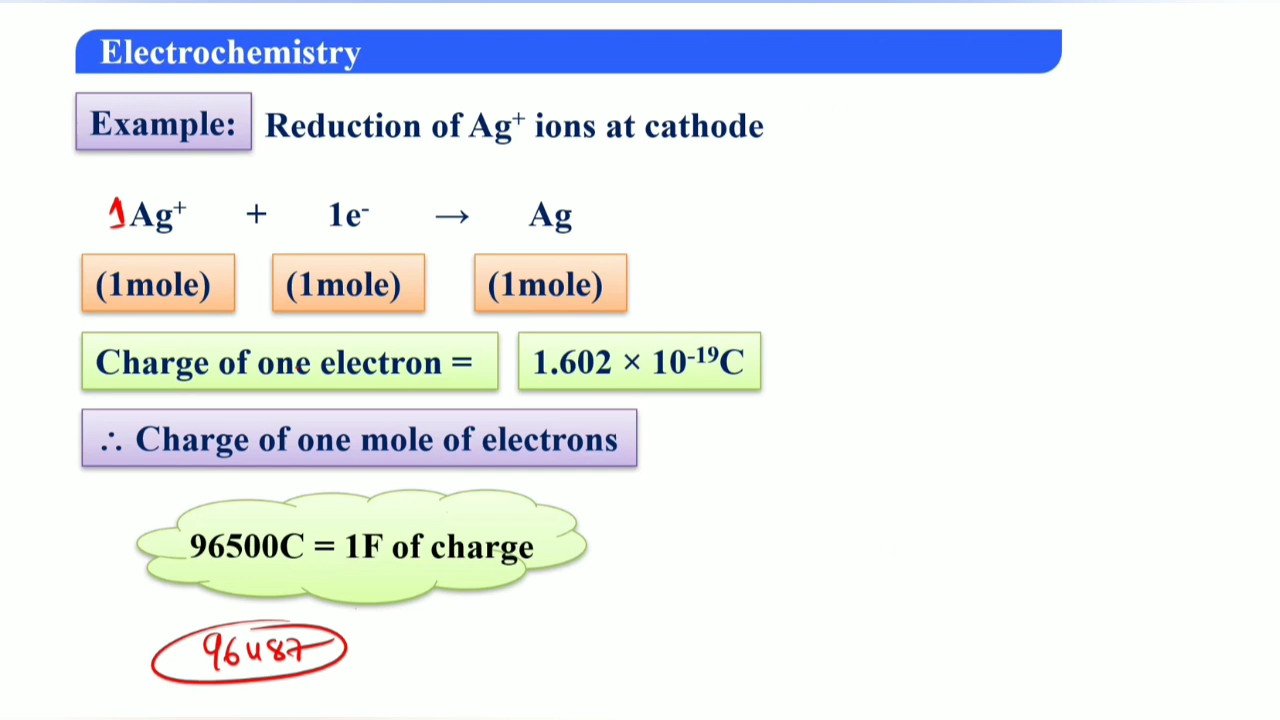 Electrochemistry
Example: Reduction of Ag⁺ ions at cathode
1Ag⁺ + 1e⁻ → Ag
(1mole) (1mole) (1mole)
Charge of one electron = 1.602 × 10⁻¹⁹C
∴ Charge of one mole of electrons
96500C = 1F of charge
96487